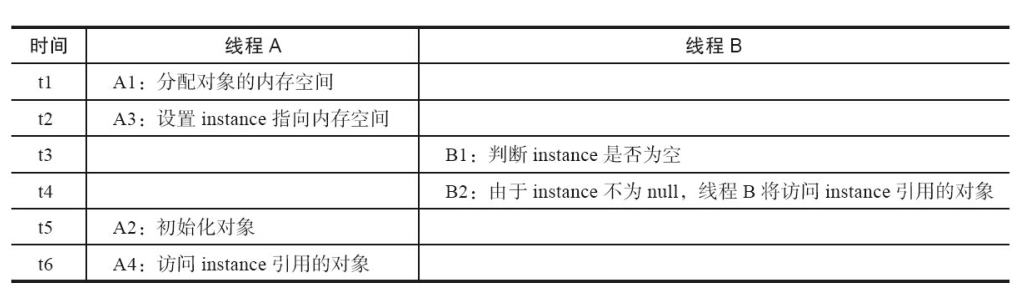 时间 线程 A 线程 B
t1 A1：分配对象的内存空间
t2 A3：设置 instance 指向内存空间
t3 B1：判断 instance 是否为空
t4 B2：由于 instance 不为 null，线程 B 将访问 instance 引用的对象
t5 A2：初始化对象
t6 A4：访问 instance 引用的对象